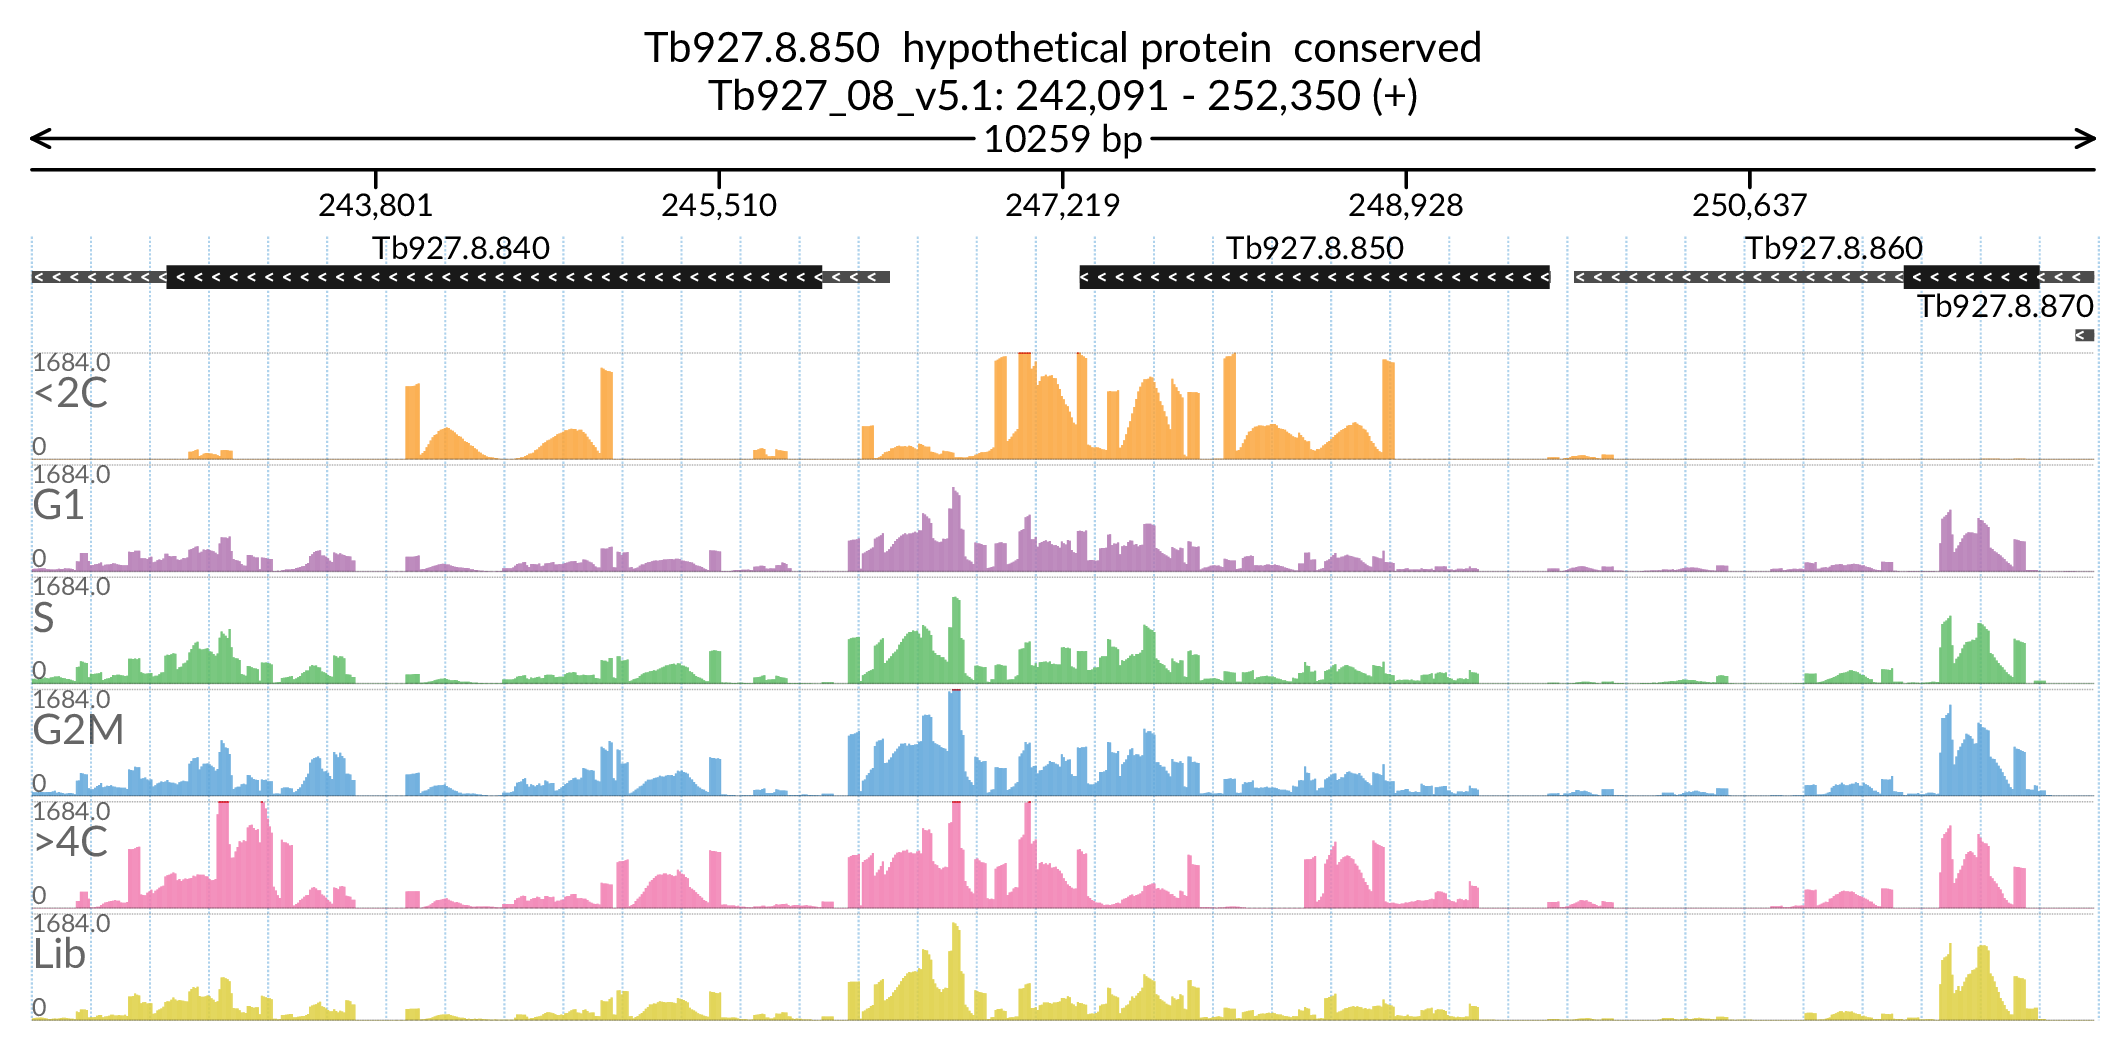 Tb927.8.850 hypothetical protein conserved
Tb927_08_v5.1: 242,091 - 252,350 (+)
10259 bp
243,801 245,510 247,219 248,928 250,637
Tb927.8.840 Tb927.8.850 Tb927.8.860
Tb927.8.870
1684.0
<2C
0
1684.0
G1
0
1684.0
S
0
1684.0
G2M
0
1684.0
>4C
0
1684.0
Lib
0